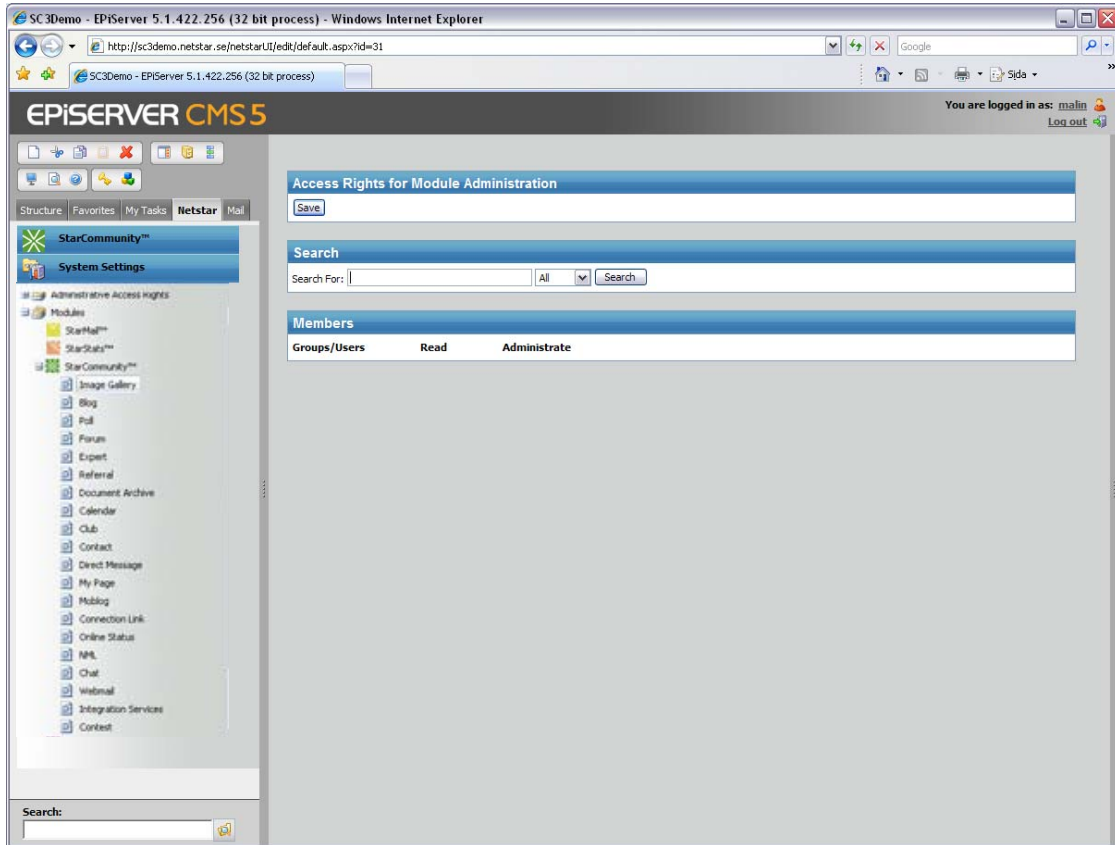 SC3Demo - EPiServer 5.1.422.256 (32 bit process) - Windows Internet Explorer
http://sc3demo.netstar.se/netstarUI/edit/default.aspx?id=31
Google
SC3Demo - EPiServer 5.1.422.256 (32 bit process)
Sida
EPiSERVER CMS 5
You are logged in as: malin
Log out
Structure Favorites My Tasks Netstar Mail
StarCommunity™
System Settings
Administrative Access Rights
Modules
StarMail™
StarStats™
StarCommunity™
Image Gallery
Blog
Poll
Forum
Expert
Referral
Document Archive
Calendar
Club
Contact
Direct Message
My Page
Moblog
Connection Link
Online Status
NML
Chat
Webmail
Integration Services
Contest
Search:
Access Rights for Module Administration
Save
Search
Search For: All Search
Members
Groups/Users Read Administrate